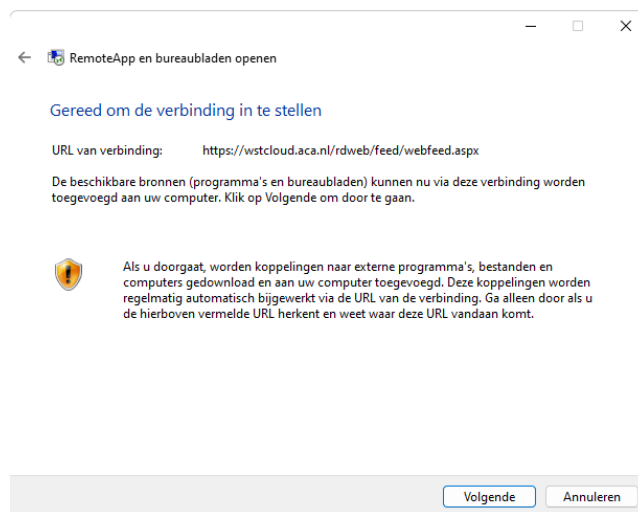 RemoteApp en bureaubladen openen
Gereed om de verbinding in te stellen
URL van verbinding: https://wstcloud.aca.nl/rdweb/feed/webfeed.aspx
De beschikbare bronnen (programma's en bureaubladen) kunnen nu via deze verbinding worden
toegevoegd aan uw computer. Klik op Volgende om door te gaan.
Als u doorgaat, worden koppelingen naar externe programma's, bestanden en
computers gedownload en aan uw computer toegevoegd. Deze koppelingen worden
regelmatig automatisch bijgewerkt via de URL van de verbinding. Ga alleen door als u
de hierboven vermelde URL herkent en weet waar deze URL vandaan komt.
Volgende Annuleren